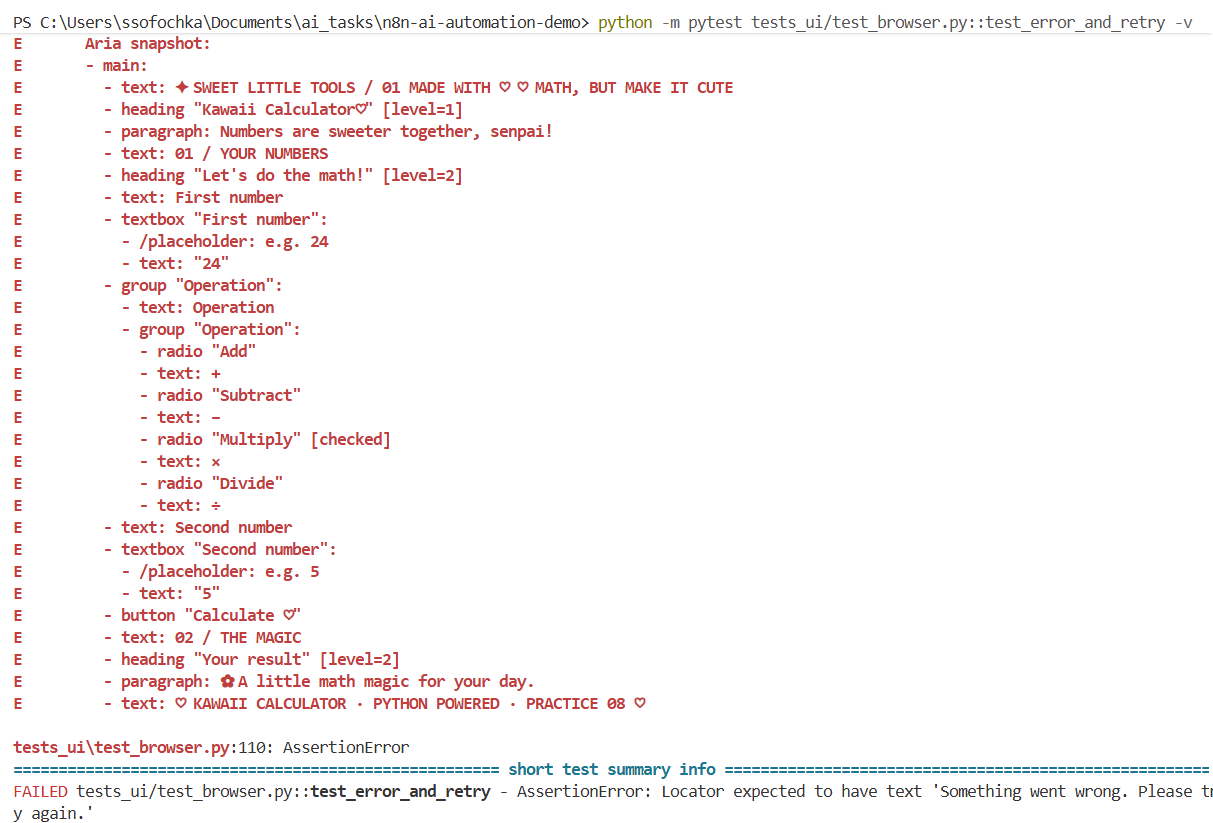 PS C:\Users\ssofochka\Documents\ai_tasks\n8n-ai-automation-demo> python -m pytest tests_ui/test_browser.py::test_error_and_retry -v
E       Aria snapshot:
E       - main:
E         - text: ✦ SWEET LITTLE TOOLS / 01 MADE WITH ♡ ♡ MATH, BUT MAKE IT CUTE
E         - heading "Kawaii Calculator♡" [level=1]
E         - paragraph: Numbers are sweeter together, senpai!
E         - text: 01 / YOUR NUMBERS
E         - heading "Let's do the math!" [level=2]
E         - text: First number
E         - textbox "First number":
E           - /placeholder: e.g. 24
E           - text: "24"
E         - group "Operation":
E           - text: Operation
E           - group "Operation":
E             - radio "Add"
E             - text: +
E             - radio "Subtract"
E             - text: −
E             - radio "Multiply" [checked]
E             - text: ×
E             - radio "Divide"
E             - text: ÷
E         - text: Second number
E         - textbox "Second number":
E           - /placeholder: e.g. 5
E           - text: "5"
E         - button "Calculate ♡"
E         - text: 02 / THE MAGIC
E         - heading "Your result" [level=2]
E         - paragraph: ✿ A little math magic for your day.
E         - text: ♡ KAWAII CALCULATOR · PYTHON POWERED · PRACTICE 08 ♡
tests_ui\test_browser.py:110: AssertionError
====================================================== short test summary info ======================================================
FAILED tests_ui/test_browser.py::test_error_and_retry - AssertionError: Locator expected to have text 'Something went wrong. Please tr
y again.'